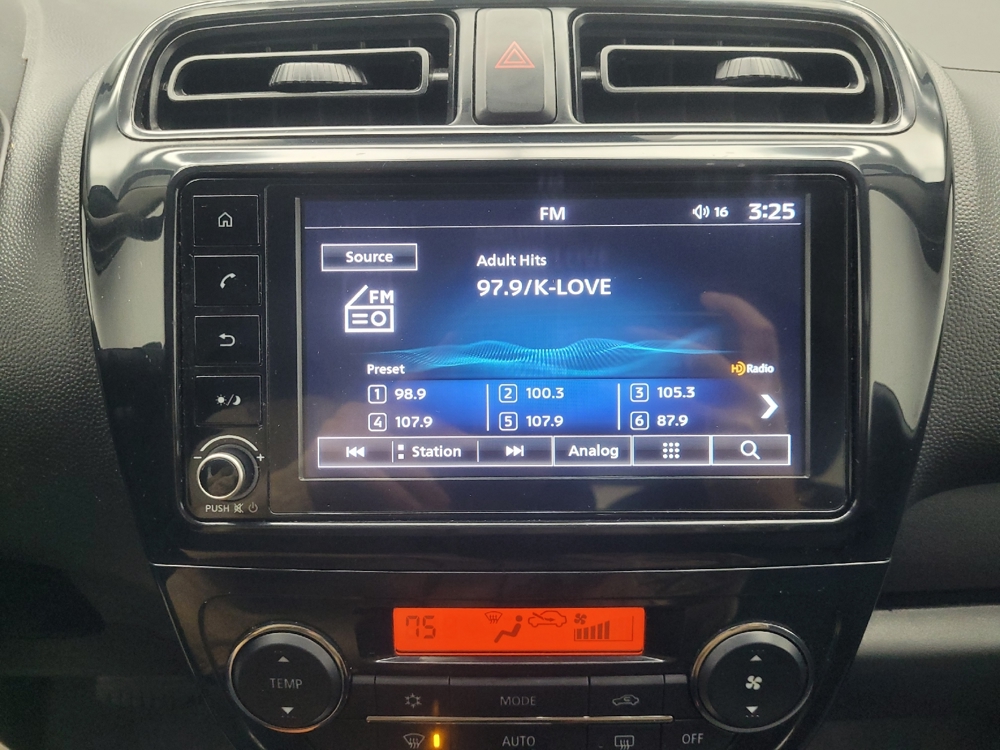 FM 16 3:25
Source
Adult Hits
97.9/K-LOVE
FM
Preset
HD Radio
1 98.9 2 100.3 3 105.3
4 107.9 5 107.9 6 87.9
Station Analog
- +
PUSH
75
TEMP
MODE
AUTO
OFF